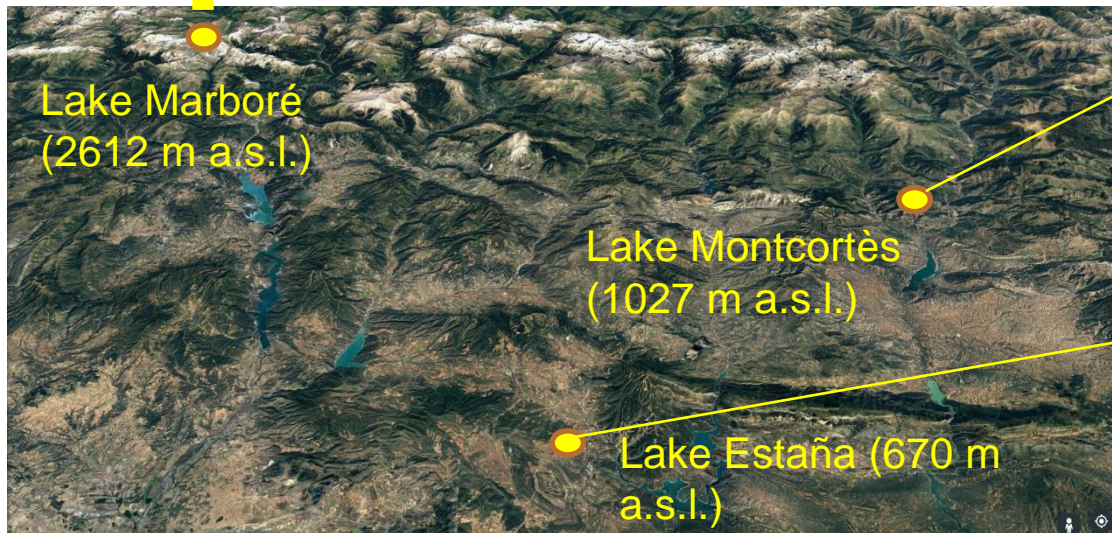 Lake Marboré
(2612 m a.s.l.)
Lake Montcortès
(1027 m a.s.l.)
Lake Estaña (670 m
a.s.l.)